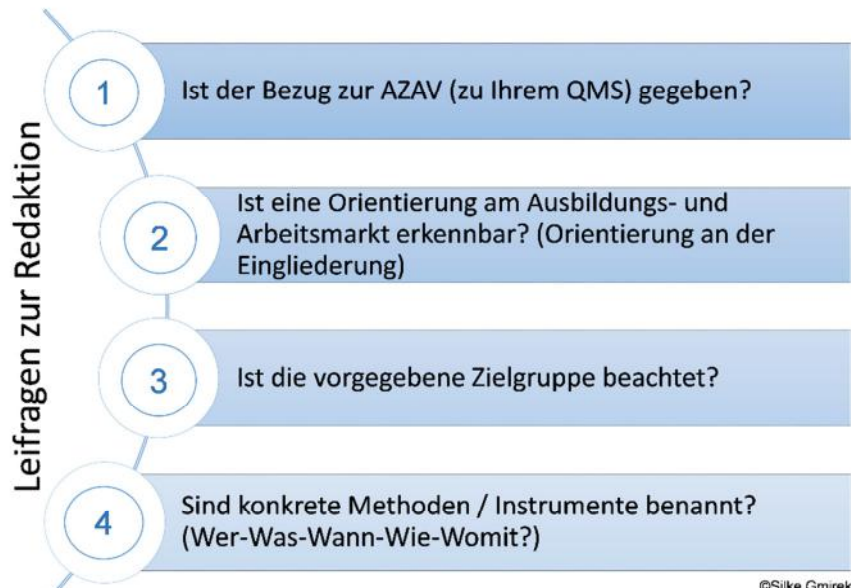 Leifragen zur Redaktion
1
Ist der Bezug zur AZAV (zu Ihrem QMS) gegeben?
2
Ist eine Orientierung am Ausbildungs- und
Arbeitsmarkt erkennbar? (Orientierung an der
Eingliederung)
3
Ist die vorgegebene Zielgruppe beachtet?
4
Sind konkrete Methoden / Instrumente benannt?
(Wer-Was-Wann-Wie-Womit?)
©Silke Gmirek